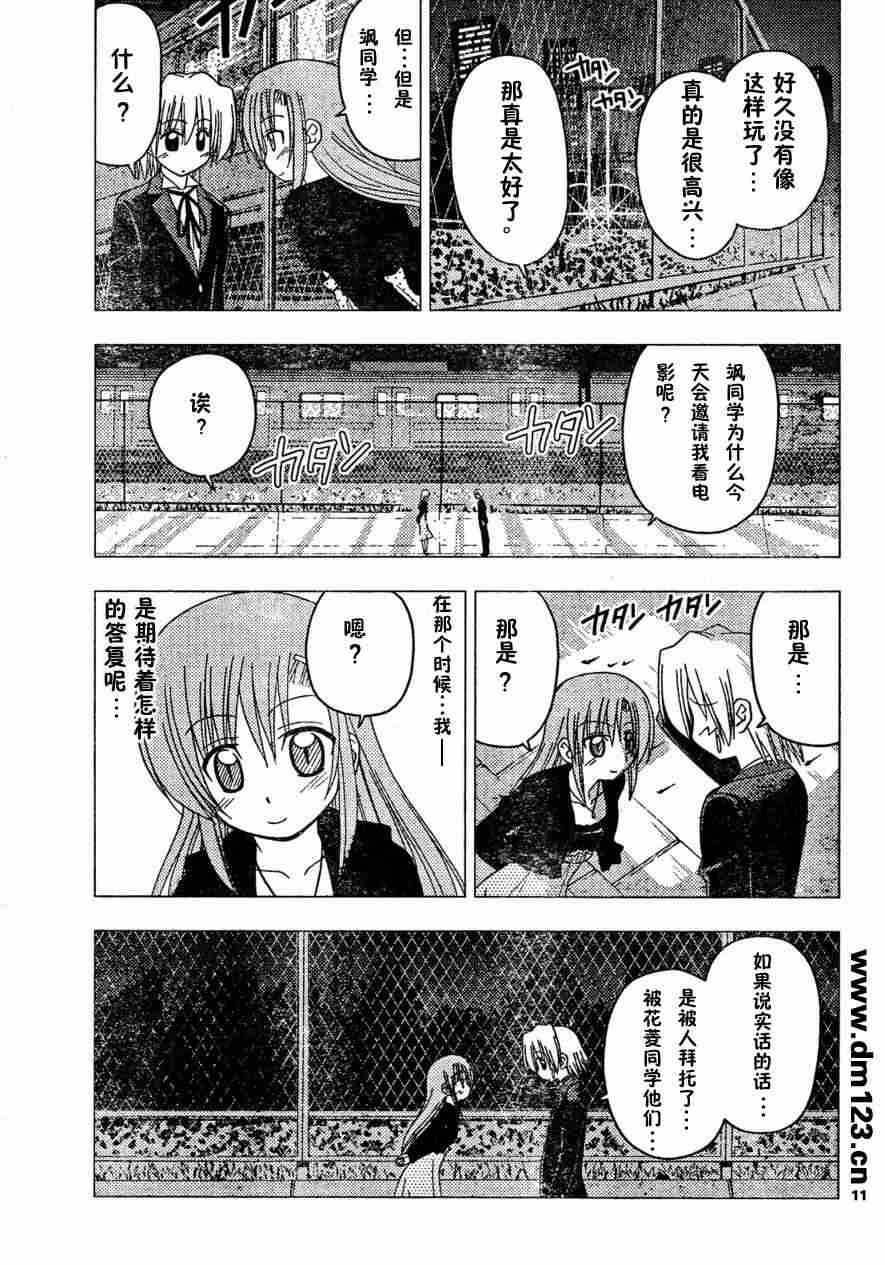 好久没有像
这样玩了…
真的是很高兴…
那真是太好了。
カタン
カタン
但…但是
飒同学…
什么？
飒同学为什么今
天会邀请我看电
影呢？
诶？
カタン
カタン
那是…
那是？
カタン カタン
在那个时候…我—
嗯？
是期待着怎样
的答复呢…
如果说实话的话…
是被人拜托了…
被花菱同学他们…
www.dm123.cn
11